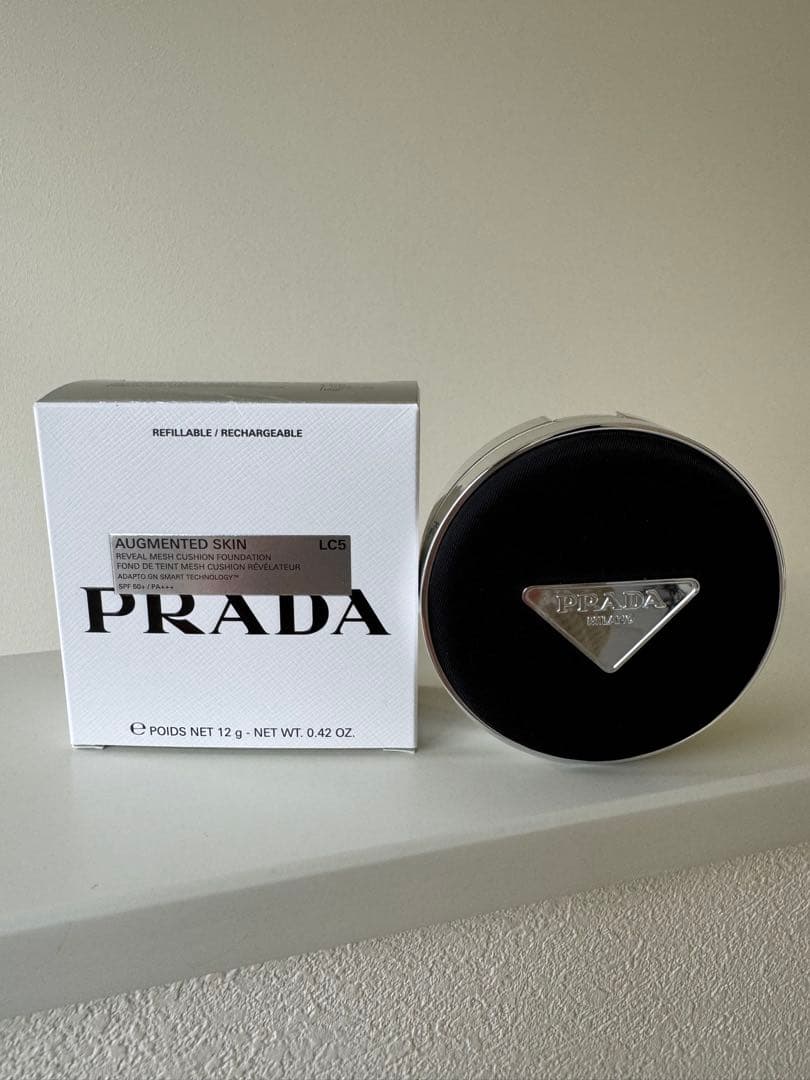 REFILLABLE / RECHARGEABLE
AUGMENTED SKIN LC5
REVEAL MESH CUSHION FOUNDATION
FOND DE TEINT MESH CUSHION RÉVÉLATEUR
ADAPTO.GN SMART TECHNOLOGY™
SPF 50+ / PA+++
PRADA
℮ POIDS NET 12 g - NET WT. 0.42 OZ.
PRADA
MILANO